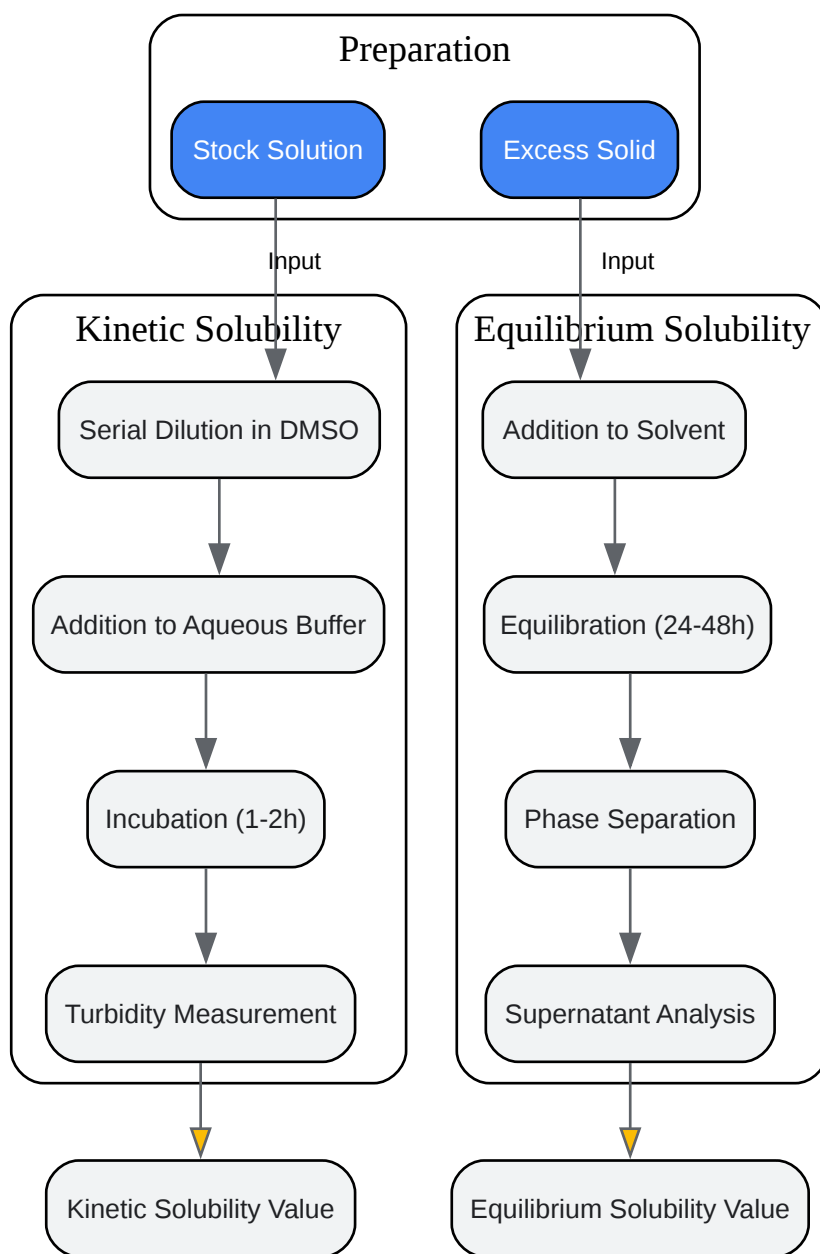 Preparation
Stock Solution
Excess Solid
Input
Input
Kinetic Solubility
Equilibrium Solubility
Serial Dilution in DMSO
Addition to Solvent
Addition to Aqueous Buffer
Equilibration (24-48h)
Incubation (1-2h)
Phase Separation
Turbidity Measurement
Supernatant Analysis
Kinetic Solubility Value
Equilibrium Solubility Value